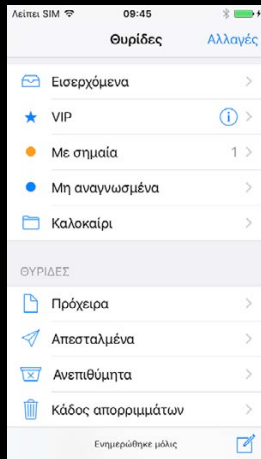 Λείπει SIM 09:45
Θυρίδες Αλλαγές
Εισερχόμενα
VIP
Με σημαία 1
Μη αναγνωσμένα
Καλοκαίρι
ΘΥΡΙΔΕΣ
Πρόχειρα
Απεσταλμένα
Ανεπιθύμητα
Κάδος απορριμμάτων
Ενημερώθηκε μόλις